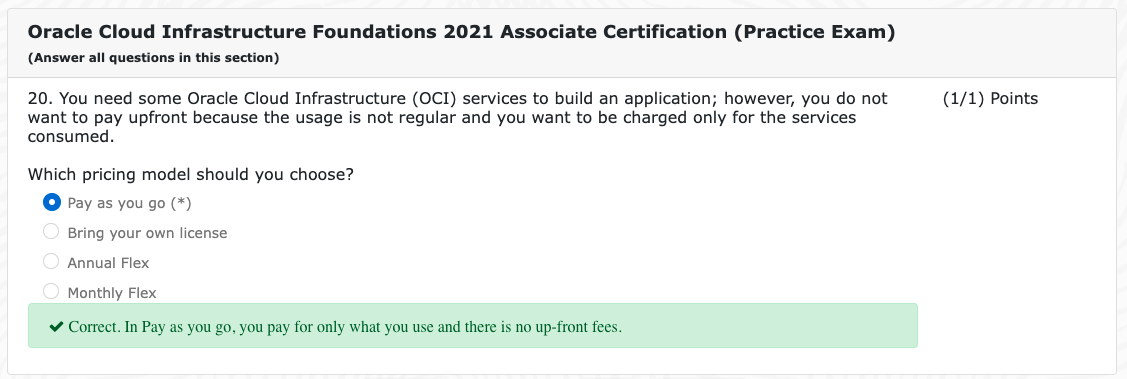 Oracle Cloud Infrastructure Foundations 2021 Associate Certification (Practice Exam)
(Answer all questions in this section)
20. You need some Oracle Cloud Infrastructure (OCI) services to build an application; however, you do not
(1/1) Points
want to pay upfront because the usage is not regular and you want to be charged only for the services
consumed.
Which pricing model should you choose?
Pay as you go (*)
Bring your own license
Annual Flex
Monthly Flex
✔ Correct. In Pay as you go, you pay for only what you use and there is no up-front fees.